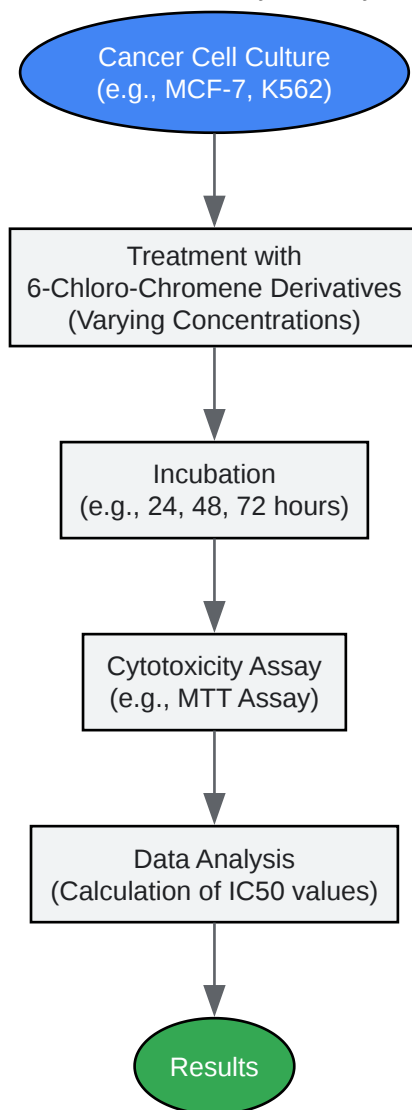 Cancer Cell Culture
(e.g., MCF-7, K562)
Treatment with
6-Chloro-Chromene Derivatives
(Varying Concentrations)
Incubation
(e.g., 24, 48, 72 hours)
Cytotoxicity Assay
(e.g., MTT Assay)
Data Analysis
(Calculation of IC50 values)
Results